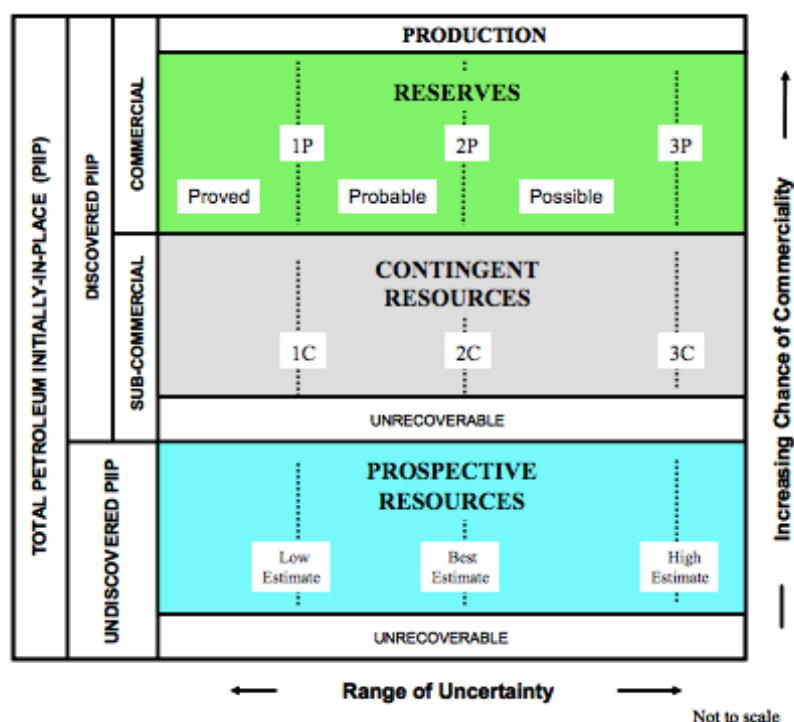 TOTAL PETROLEUM INITIALLY-IN-PLACE (PIIP)
DISCOVERED PIIP
UNDISCOVERED PIIP
COMMERCIAL
SUB-COMMERCIAL
PRODUCTION
RESERVES
1P 2P 3P
Proved Probable Possible
CONTINGENT
RESOURCES
1C 2C 3C
UNRECOVERABLE
PROSPECTIVE
RESOURCES
Low
Estimate
Best
Estimate
High
Estimate
UNRECOVERABLE
Increasing Chance of Commerciality
Range of Uncertainty
Not to scale